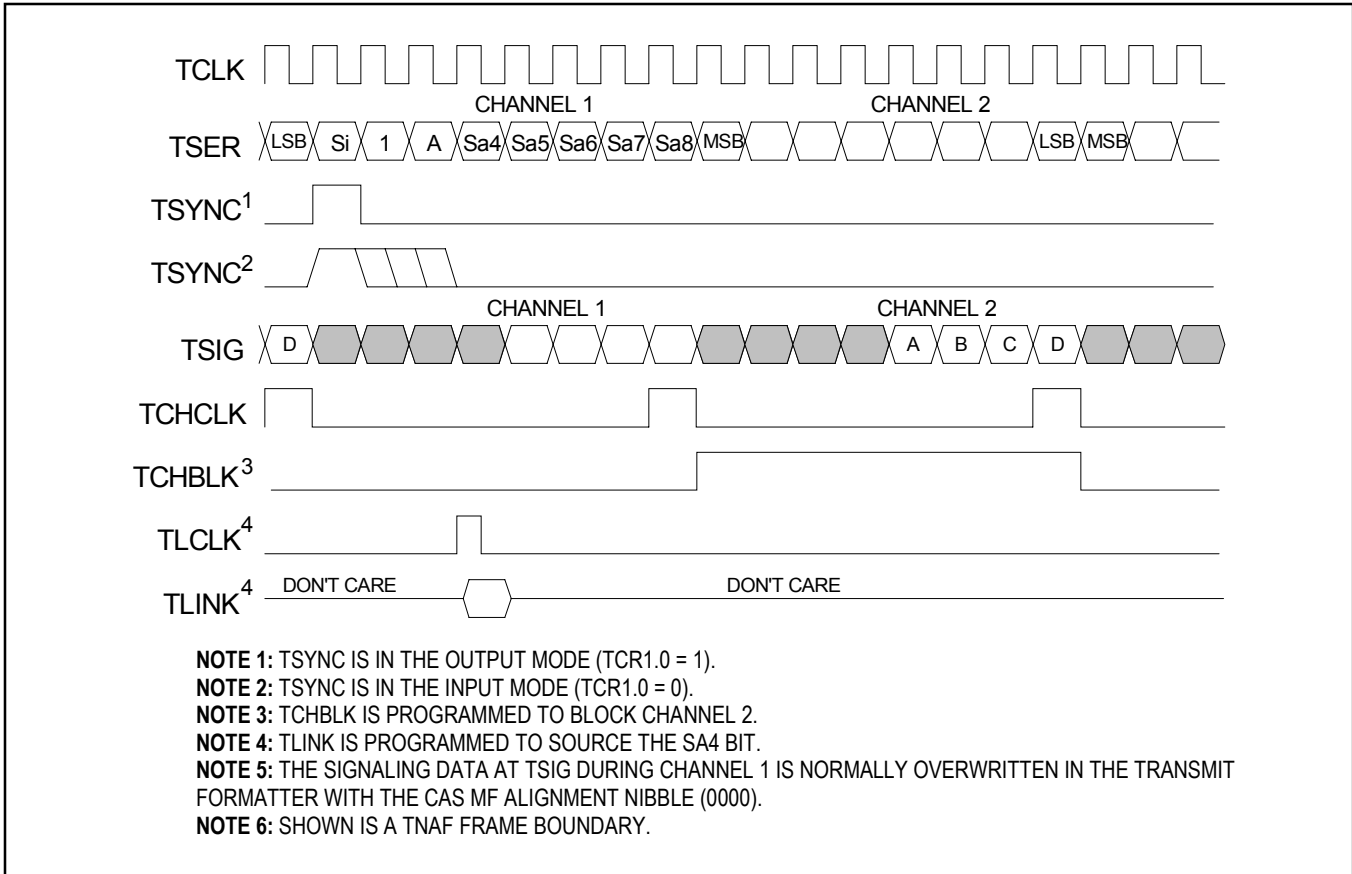 TCLK
CHANNEL 1 CHANNEL 2
TSER LSB Si 1 A Sa4 Sa5 Sa6 Sa7 Sa8 MSB LSB MSB
TSYNC1
TSYNC2
CHANNEL 1 CHANNEL 2
TSIG D A B C D
TCHCLK
TCHBLK3
TLCLK4
TLINK4 DON'T CARE DON'T CARE
NOTE 1: TSYNC IS IN THE OUTPUT MODE (TCR1.0 = 1).
NOTE 2: TSYNC IS IN THE INPUT MODE (TCR1.0 = 0).
NOTE 3: TCHBLK IS PROGRAMMED TO BLOCK CHANNEL 2.
NOTE 4: TLINK IS PROGRAMMED TO SOURCE THE SA4 BIT.
NOTE 5: THE SIGNALING DATA AT TSIG DURING CHANNEL 1 IS NORMALLY OVERWRITTEN IN THE TRANSMIT
FORMATTER WITH THE CAS MF ALIGNMENT NIBBLE (0000).
NOTE 6: SHOWN IS A TNAF FRAME BOUNDARY.